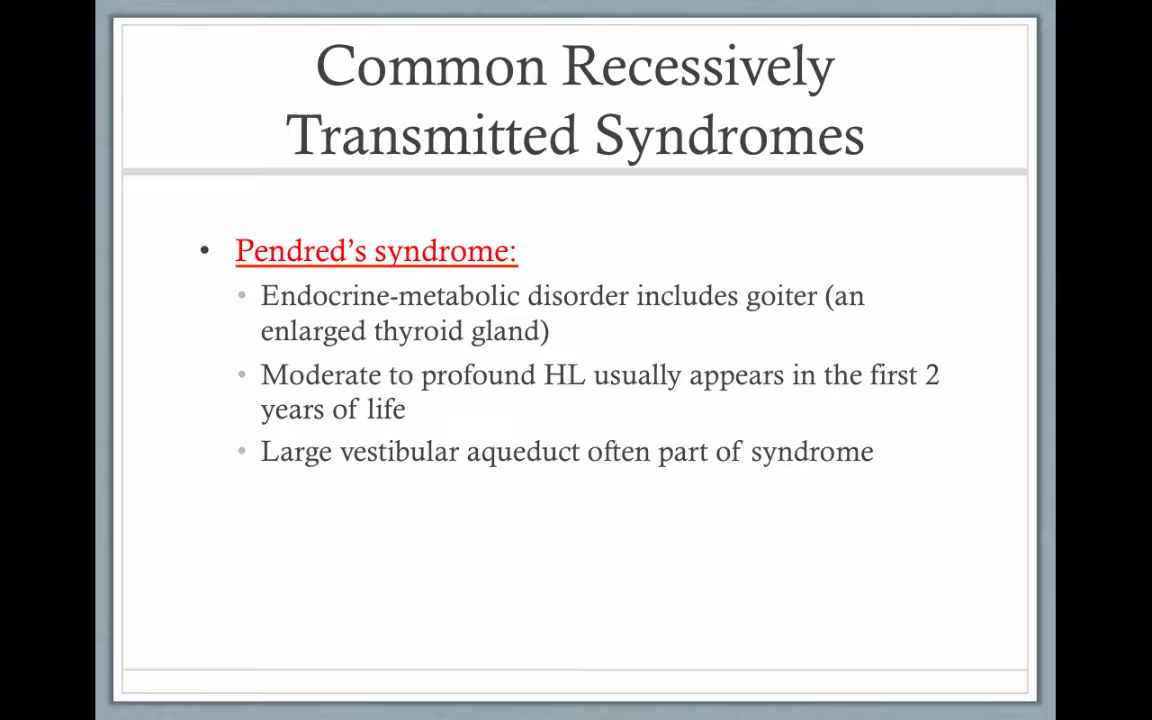 Common Recessively
Transmitted Syndromes
• Pendred’s syndrome:
• Endocrine-metabolic disorder includes goiter (an
enlarged thyroid gland)
• Moderate to profound HL usually appears in the first 2
years of life
• Large vestibular aqueduct often part of syndrome